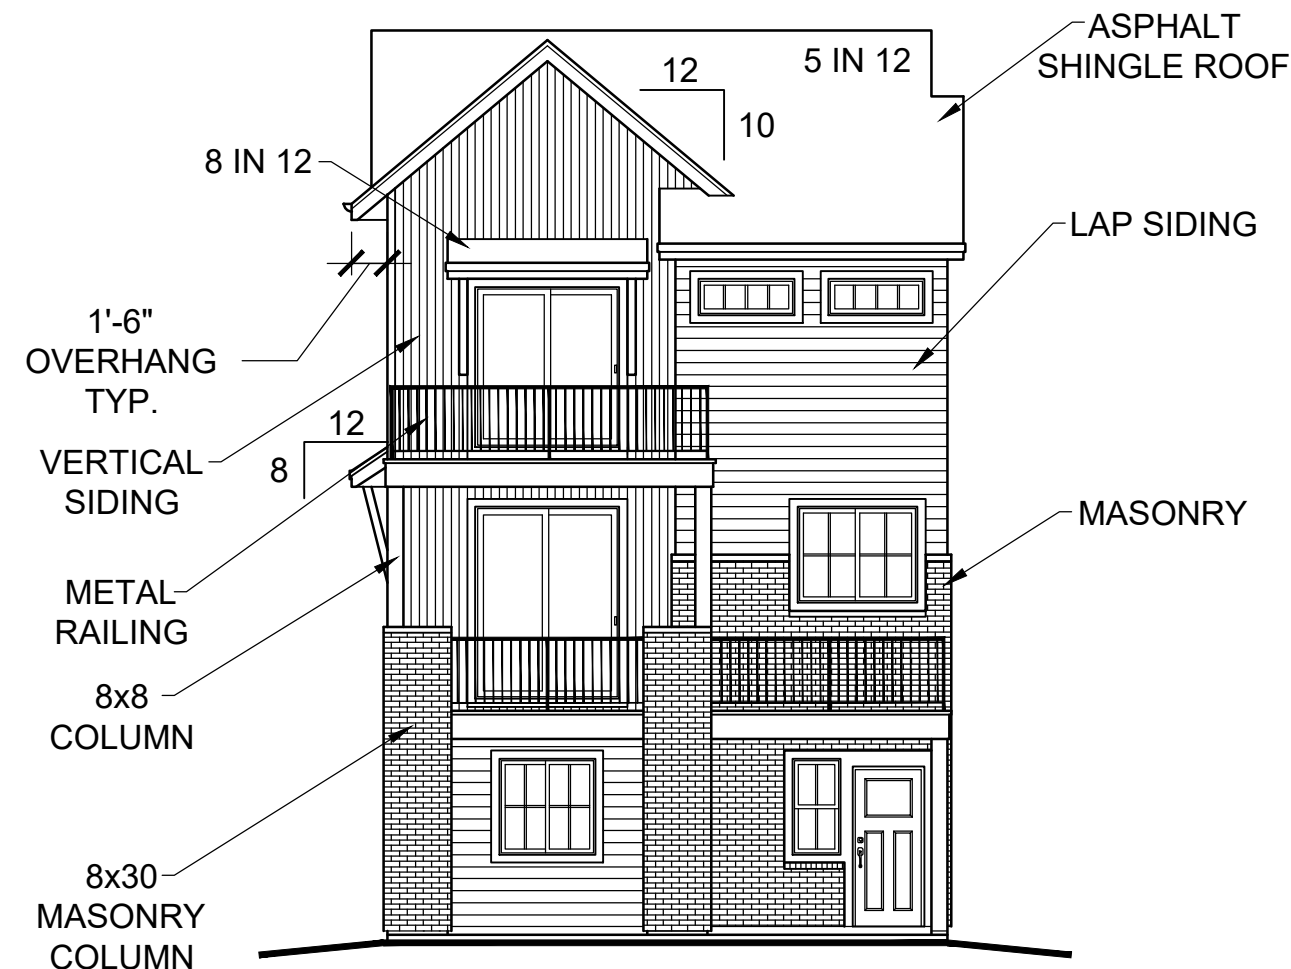 ASPHALT
SHINGLE ROOF
5 IN 12
12
10
8 IN 12
LAP SIDING
1'-6"
OVERHANG
TYP.
12
8
VERTICAL
SIDING
MASONRY
METAL
RAILING
8x8
COLUMN
8x30
MASONRY
COLUMN